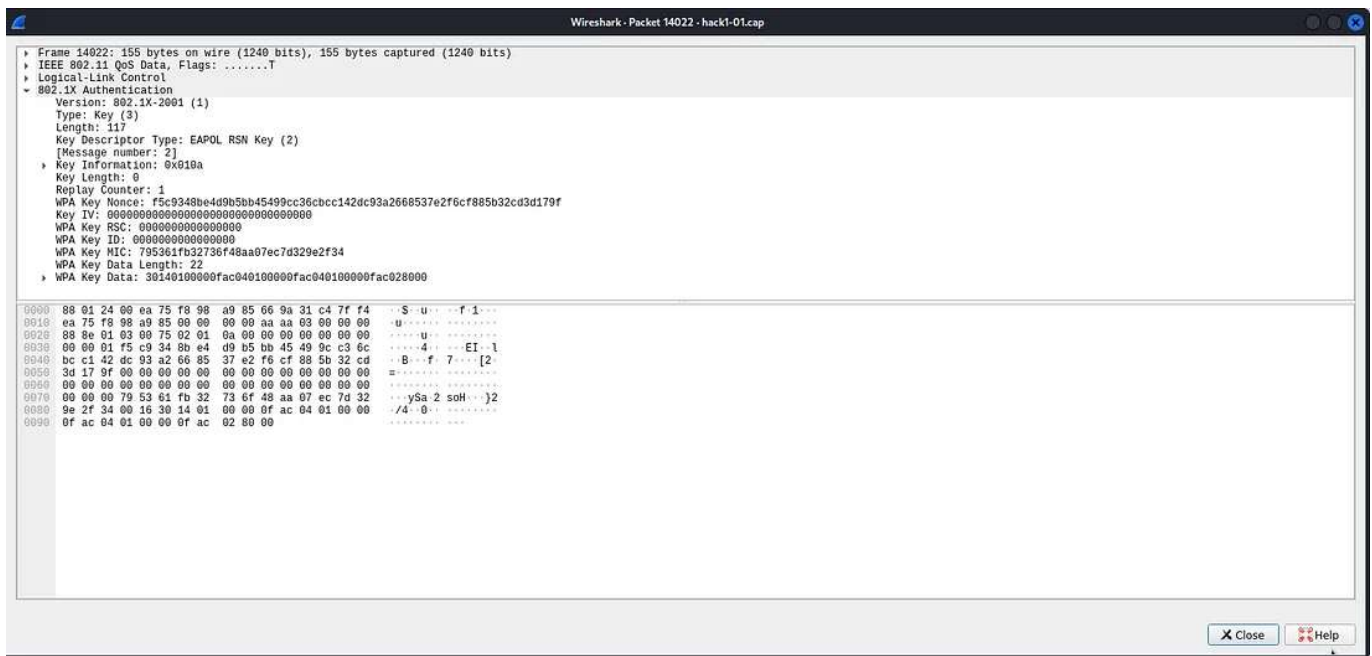 Wireshark · Packet 14022 · hack1-01.cap
Frame 14022: 155 bytes on wire (1240 bits), 155 bytes captured (1240 bits)
IEEE 802.11 QoS Data, Flags: .......T
Logical-Link Control
802.1X Authentication
Version: 802.1X-2001 (1)
Type: Key (3)
Length: 117
Key Descriptor Type: EAPOL RSN Key (2)
[Message number: 2]
Key Information: 0x010a
Key Length: 0
Replay Counter: 1
WPA Key Nonce: f5c9348be4d9b5bb45499cc36cbcc142dc93a2668537e2f6cf885b32cd3d179f
Key IV: 00000000000000000000000000000000
WPA Key RSC: 0000000000000000
WPA Key ID: 0000000000000000
WPA Key MIC: 795361fb32736f48aa07ec7d329e2f34
WPA Key Data Length: 22
WPA Key Data: 30140100000fac040100000fac040100000fac028000
0000 88 01 24 00 ea 75 f8 98 a9 85 66 9a 31 c4 7f f4 ··$··u·· ··f·1···
0010 ea 75 f8 98 a9 85 00 00 00 00 aa aa 03 00 00 00 ·u······ ········
0020 88 8e 01 03 00 75 02 01 0a 00 00 00 00 00 00 00 ·····u·· ········
0030 00 00 01 f5 c9 34 8b e4 d9 b5 bb 45 49 9c c3 6c ·····4·· ···EI··l
0040 bc c1 42 dc 93 a2 66 85 37 e2 f6 cf 88 5b 32 cd ··B···f· 7····[2·
0050 3d 17 9f 00 00 00 00 00 00 00 00 00 00 00 00 00 =······· ········
0060 00 00 00 00 00 00 00 00 00 00 00 00 00 00 00 00 ········ ········
0070 00 00 00 79 53 61 fb 32 73 6f 48 aa 07 ec 7d 32 ···ySa·2 soH···}2
0080 9e 2f 34 00 16 30 14 01 00 00 0f ac 04 01 00 00 ·/4··0·· ········
0090 0f ac 04 01 00 00 0f ac 02 80 00 ········ ···
Close
Help